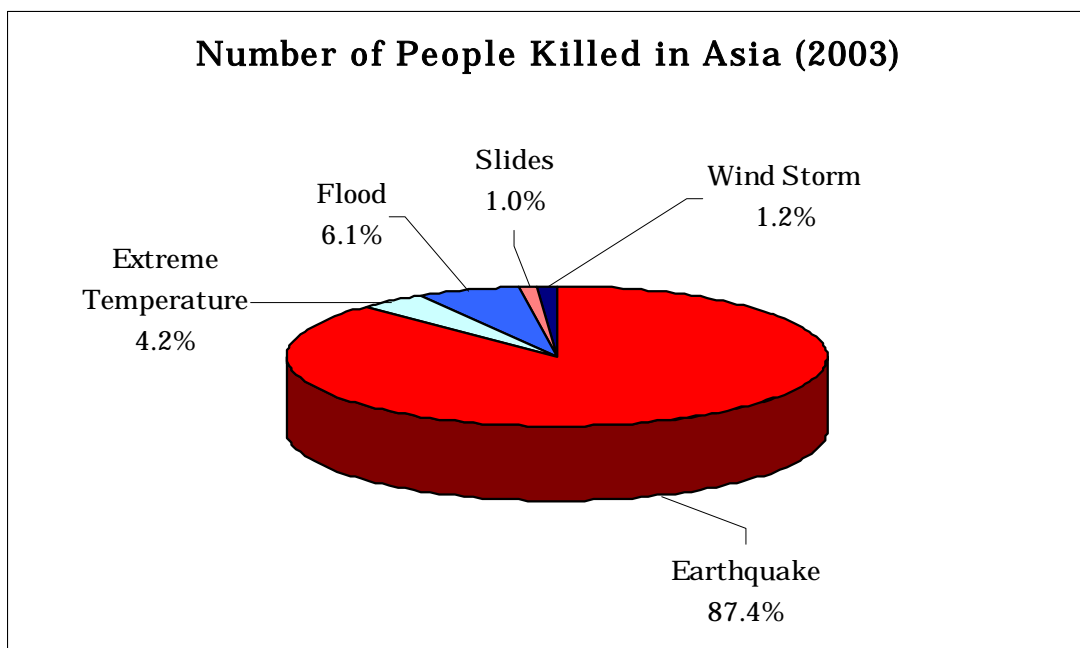 Number of People Killed in Asia (2003)
Slides
1.0%
Wind Storm
1.2%
Flood
6.1%
Extreme
Temperature
4.2%
Earthquake
87.4%